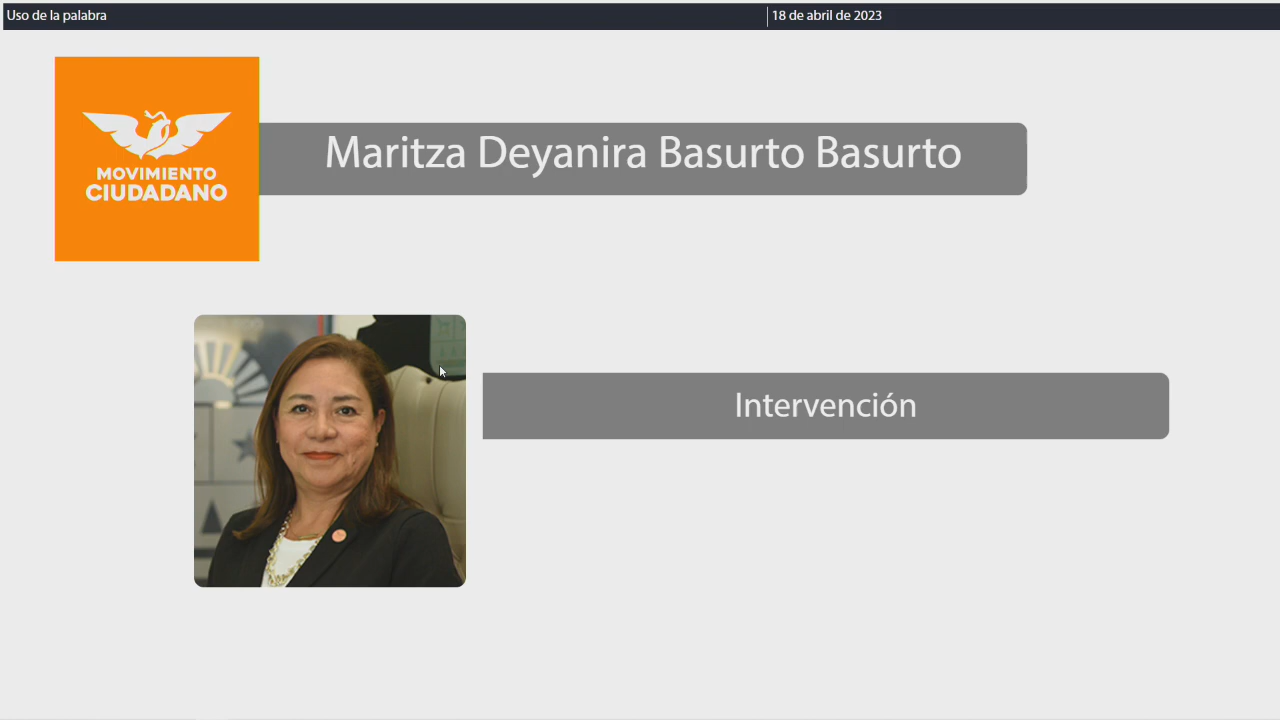 Uso de la palabra
18 de abril de 2023
MOVIMIENTO
CIUDADANO
Maritza Deyanira Basurto Basurto
Intervención